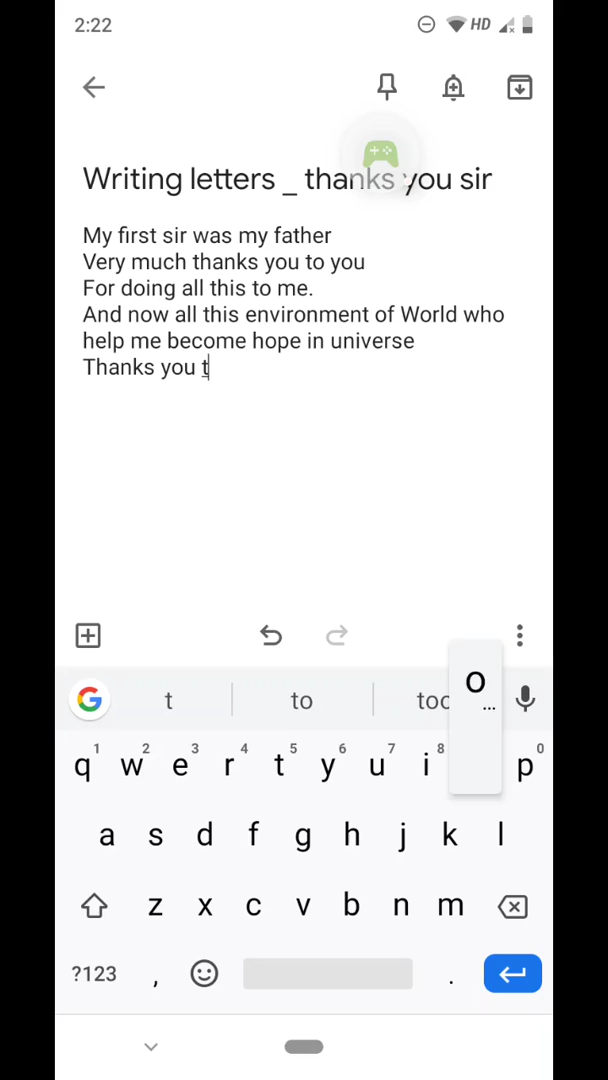 2:22
HD
Writing letters _ thanks you sir
My first sir was my father
Very much thanks you to you
For doing all this to me.
And now all this environment of World who
help me become hope in universe
Thanks you t
o
...
G t to too
1 2 3 4 5 6 7 8 0
q w e r t y u i p
a s d f g h j k l
z x c v b n m
?123 , .